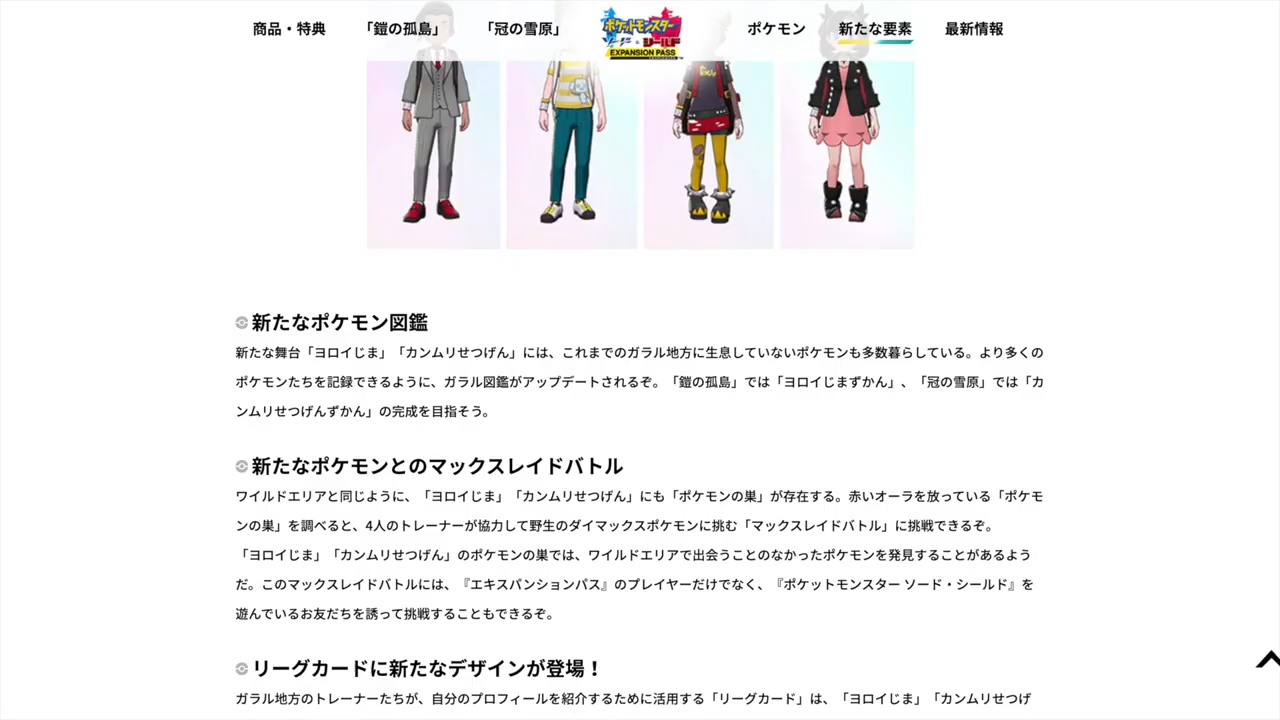 商品・特典 「鎧の孤島」 「冠の雪原」 ポケモン 新たな要素 最新情報
ポケットモンスター
ソード・シールド
EXPANSION PASS
新たなポケモン図鑑
新たな舞台「ヨロイじま」「カンムリせつげん」には、これまでのガラル地方に生息していないポケモンも多数暮らしている。より多くの
ポケモンたちを記録できるように、ガラル図鑑がアップデートされるぞ。「鎧の孤島」では「ヨロイじまずかん」、「冠の雪原」では「カ
ンムリせつげんずかん」の完成を目指そう。
新たなポケモンとのマックスレイドバトル
ワイルドエリアと同じように、「ヨロイじま」「カンムリせつげん」にも「ポケモンの巣」が存在する。赤いオーラを放っている「ポケモ
ンの巣」を調べると、4人のトレーナーが協力して野生のダイマックスポケモンに挑む「マックスレイドバトル」に挑戦できるぞ。
「ヨロイじま」「カンムリせつげん」のポケモンの巣では、ワイルドエリアで出会うことのなかったポケモンを発見することがあるよう
だ。このマックスレイドバトルには、『エキスパンションパス』のプレイヤーだけでなく、『ポケットモンスター ソード・シールド』を
遊んでいるお友だちを誘って挑戦することもできるぞ。
リーグカードに新たなデザインが登場！
ガラル地方のトレーナーたちが、自分のプロフィールを紹介するために活用する「リーグカード」は、「ヨロイじま」「カンムリせつげ